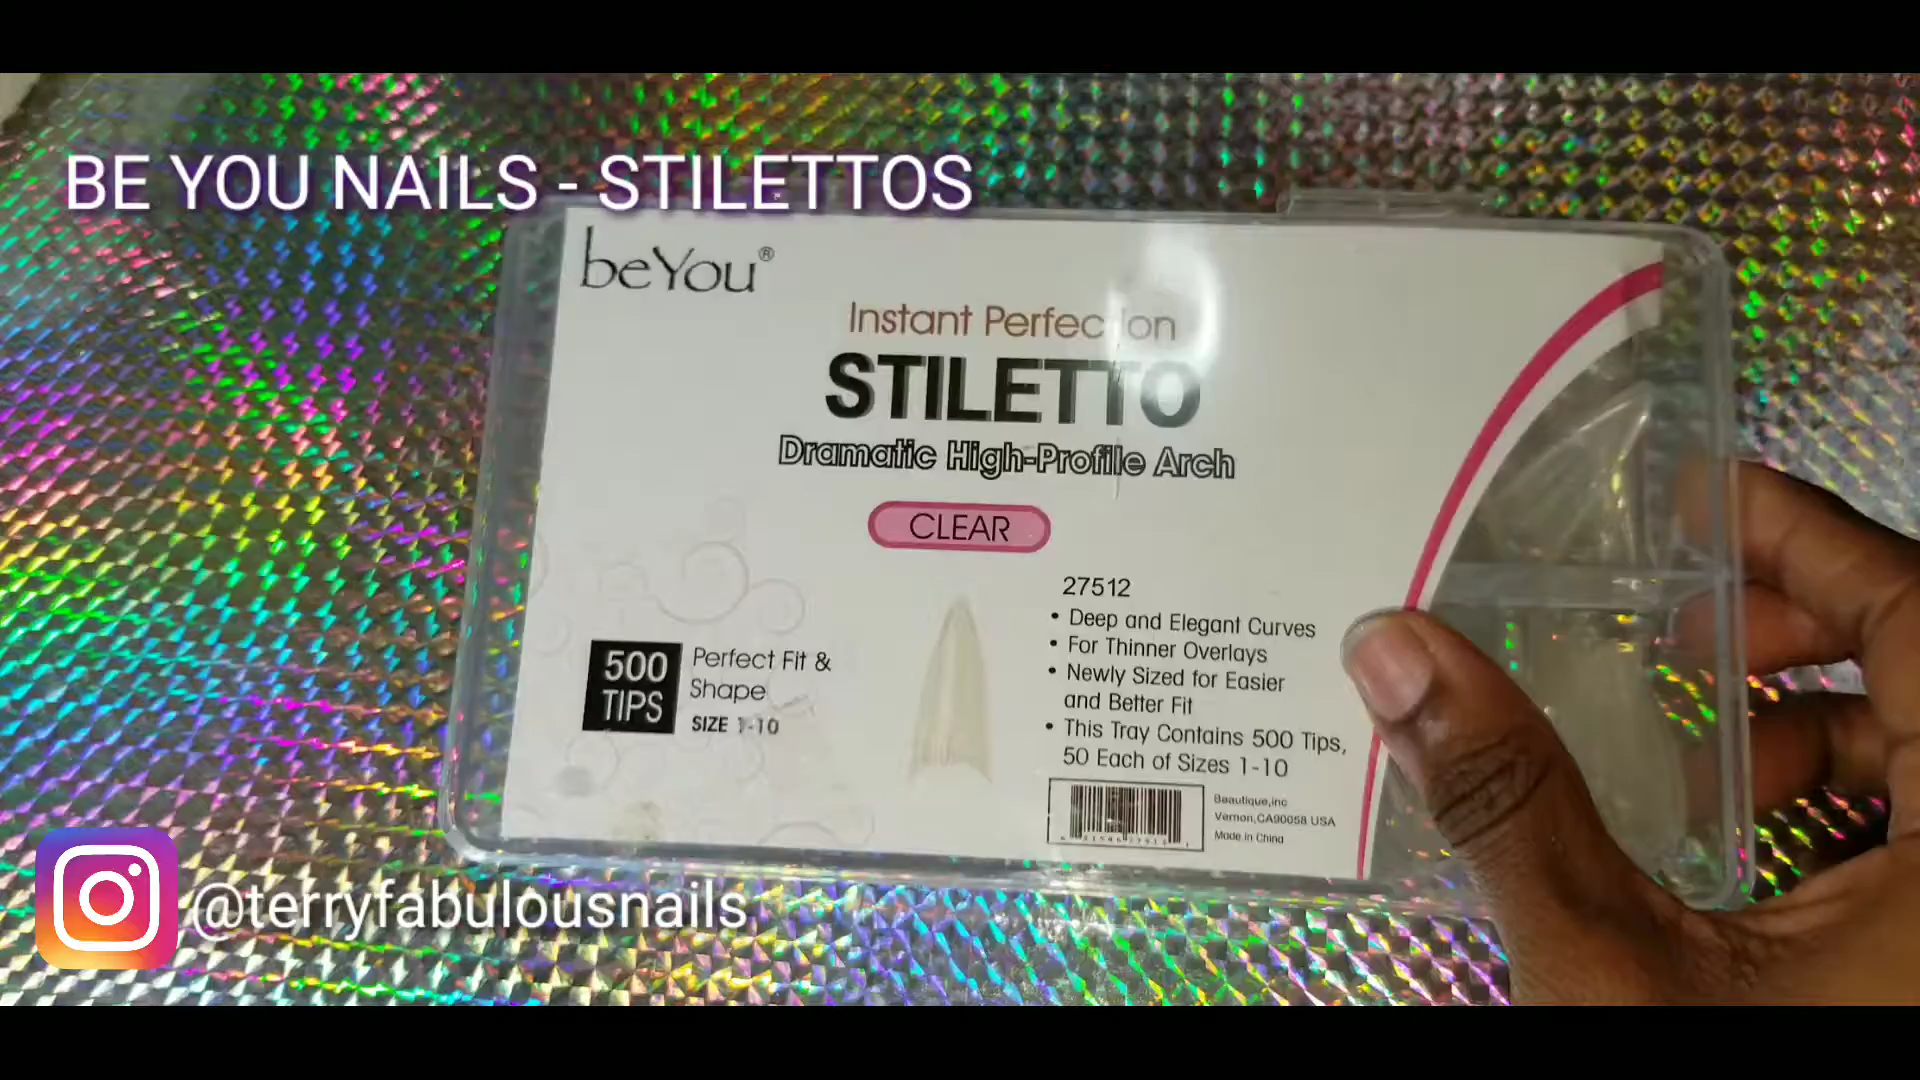 BE YOU NAILS - STILETTOS
beYou®
Instant Perfection
STILETTO
Dramatic High-Profile Arch
CLEAR
27512
• Deep and Elegant Curves
• For Thinner Overlays
• Newly Sized for Easier
and Better Fit
• This Tray Contains 500 Tips,
50 Each of Sizes 1-10
500
TIPS
Perfect Fit &
Shape
SIZE 1-10
Beautique,inc
Vernon,CA90058 USA
Made in China
@terryfabulousnails